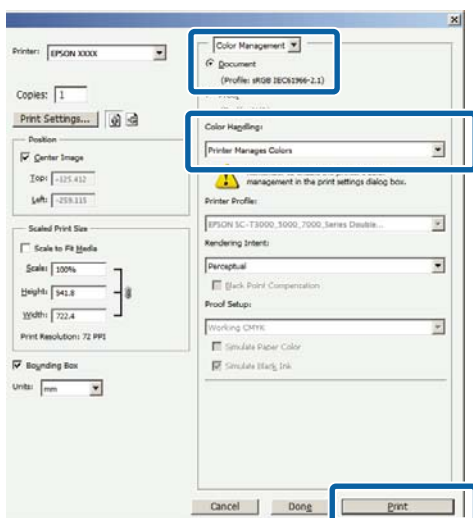 Printer: EPSON XXXX
Copies: 1
Print Settings...
Position
Center Image
Top: -125.412
Left: -259.115
Scaled Print Size
Scale to Fit Media
Scale: 100%
Height: 541.8
Width: 722.4
Print Resolution: 72 PPI
Bounding Box
Units: mm
Color Management
Document
(Profile: sRGB IEC61966-2.1)
Color Handling:
Printer Manages Colors
management in the print settings dialog box.
Printer Profile:
EPSON SC-T3000_5000_7000_Series Double...
Rendering Intent:
Perceptual
Black Point Compensation
Proof Setup:
Working CMYK
Simulate Paper Color
Simulate Black Ink
Cancel
Done
Print